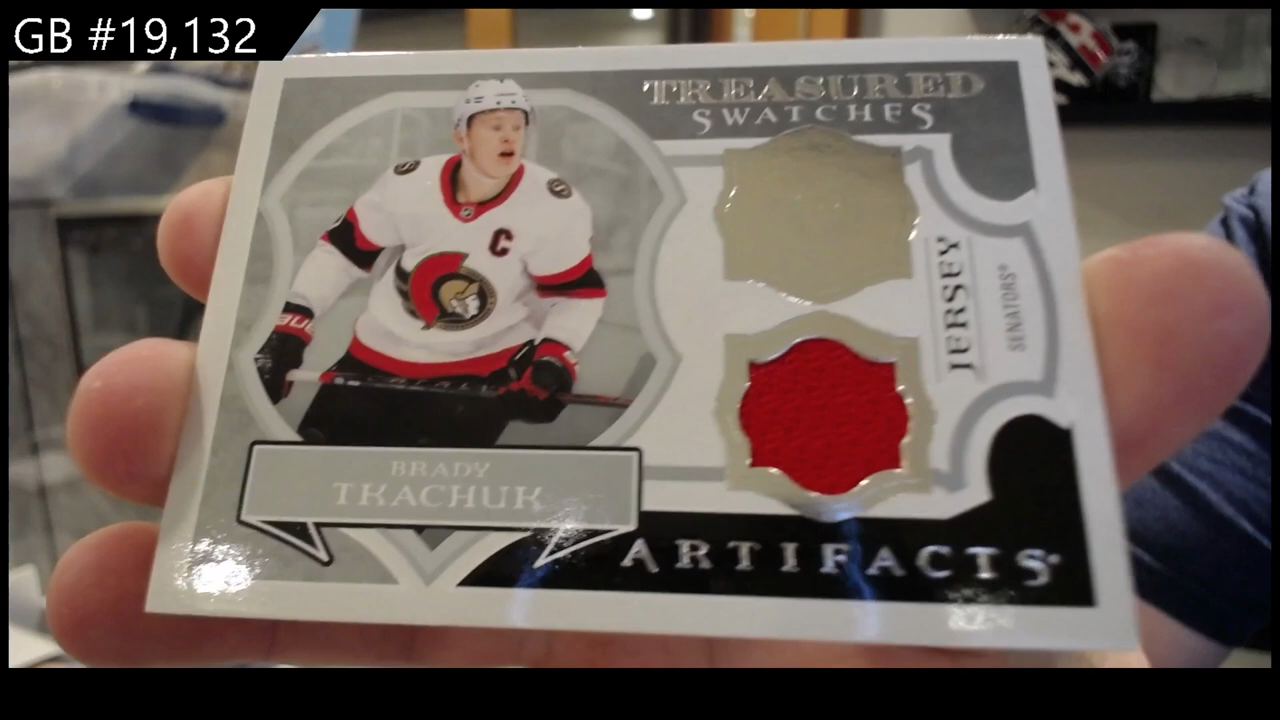 GB #19,132
TREASURED
SWATCHES
C
JERSEY
SENATORS®
BRADY
TKACHUK
ARTIFACTS